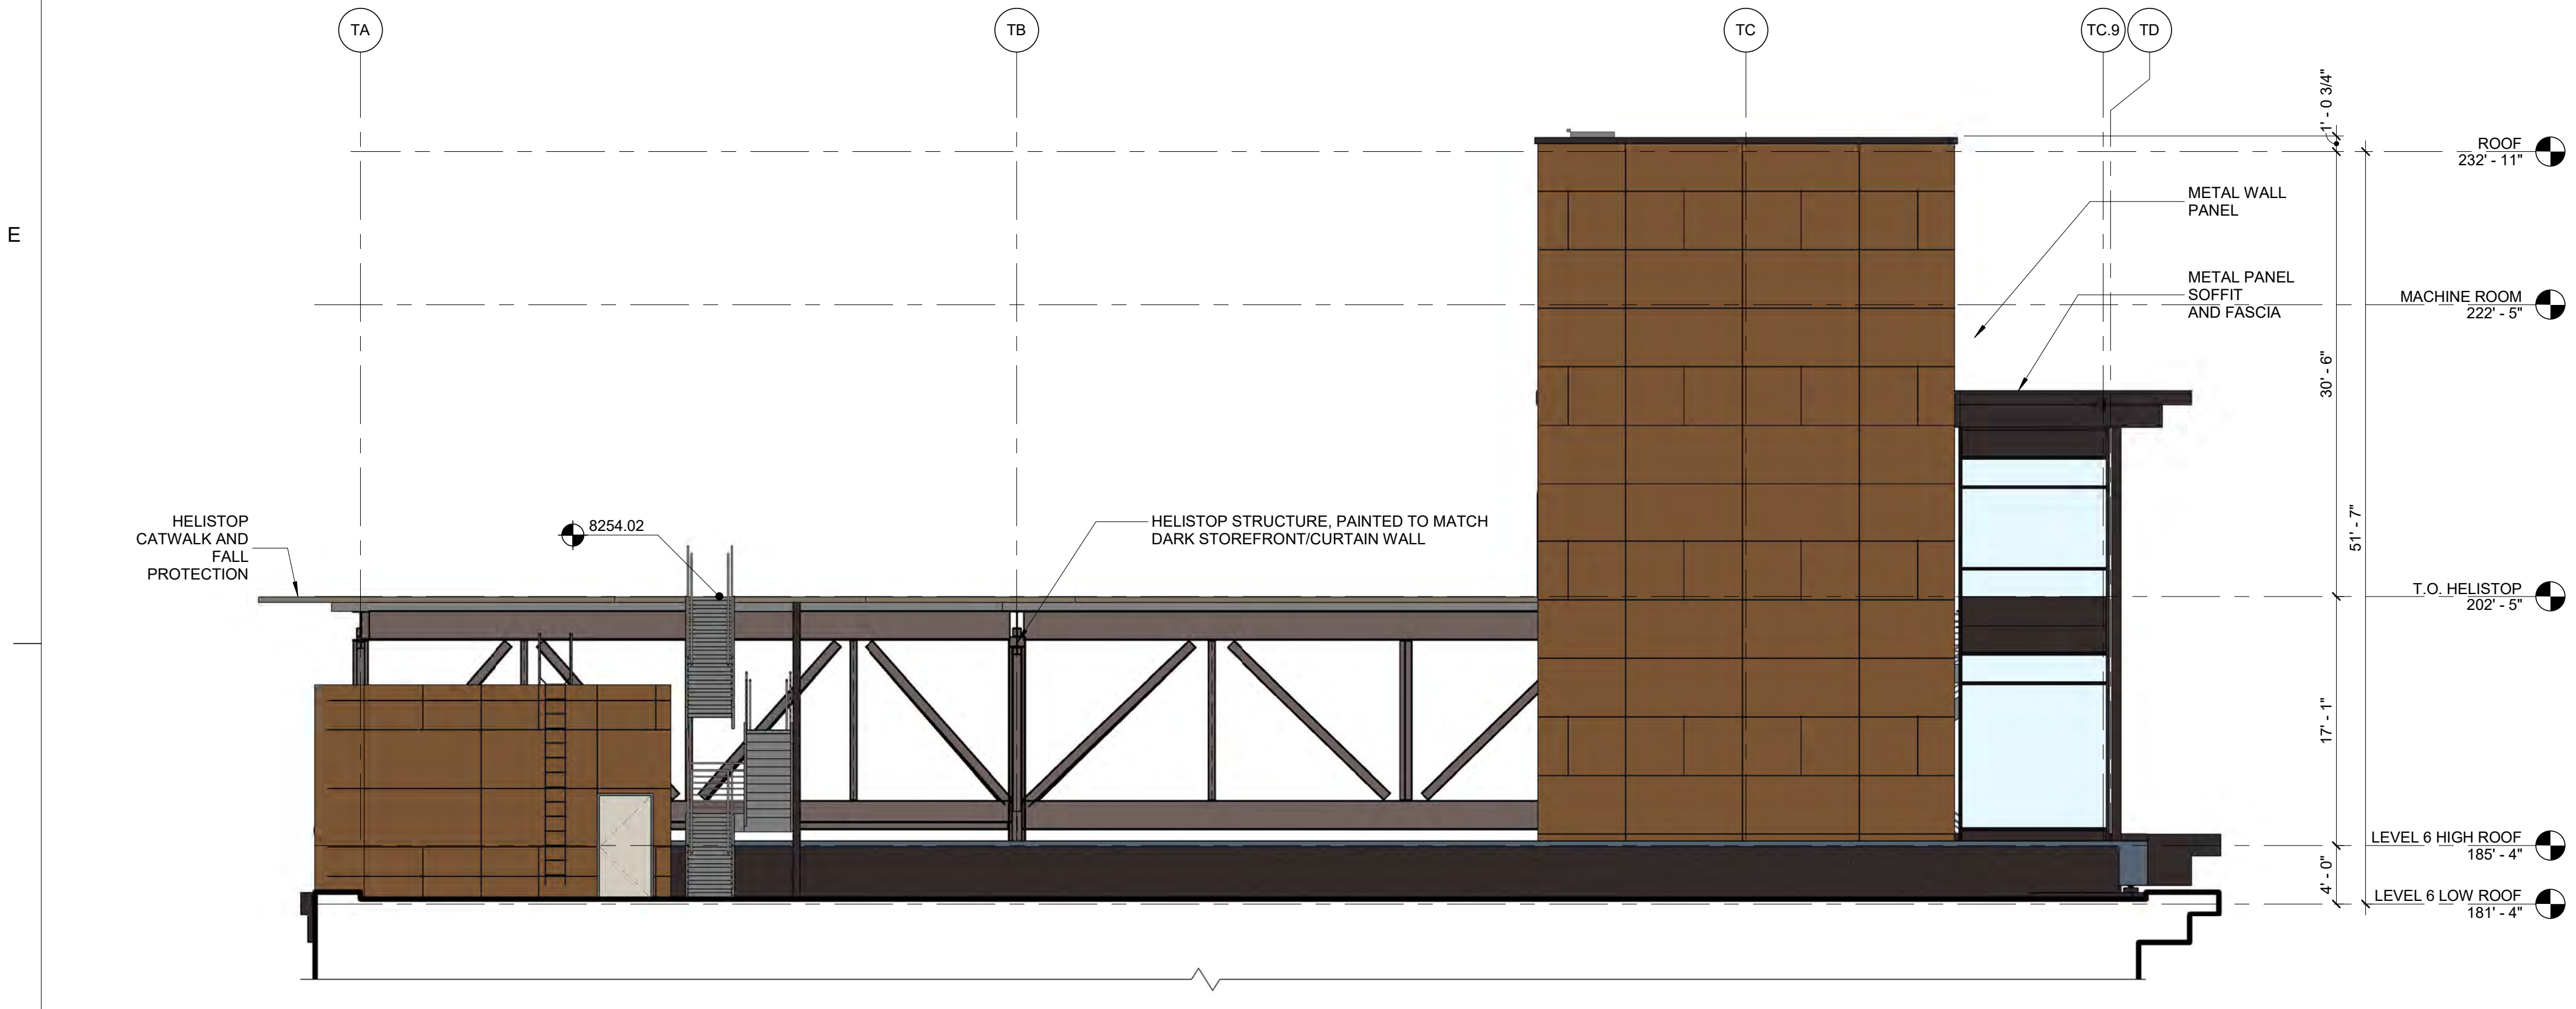 TA
TB
TC
TC.9
TD
1' - 0 3/4"
ROOF
232' - 11"
METAL WALL
PANEL
E
METAL PANEL
SOFFIT
AND FASCIA
MACHINE ROOM
222' - 5"
30' - 6"
51' - 7"
HELISTOP
CATWALK AND
FALL
PROTECTION
8254.02
HELISTOP STRUCTURE, PAINTED TO MATCH
DARK STOREFRONT/CURTAIN WALL
T.O. HELISTOP
202' - 5"
17' - 1"
LEVEL 6 HIGH ROOF
185' - 4"
4' - 0"
LEVEL 6 LOW ROOF
181' - 4"